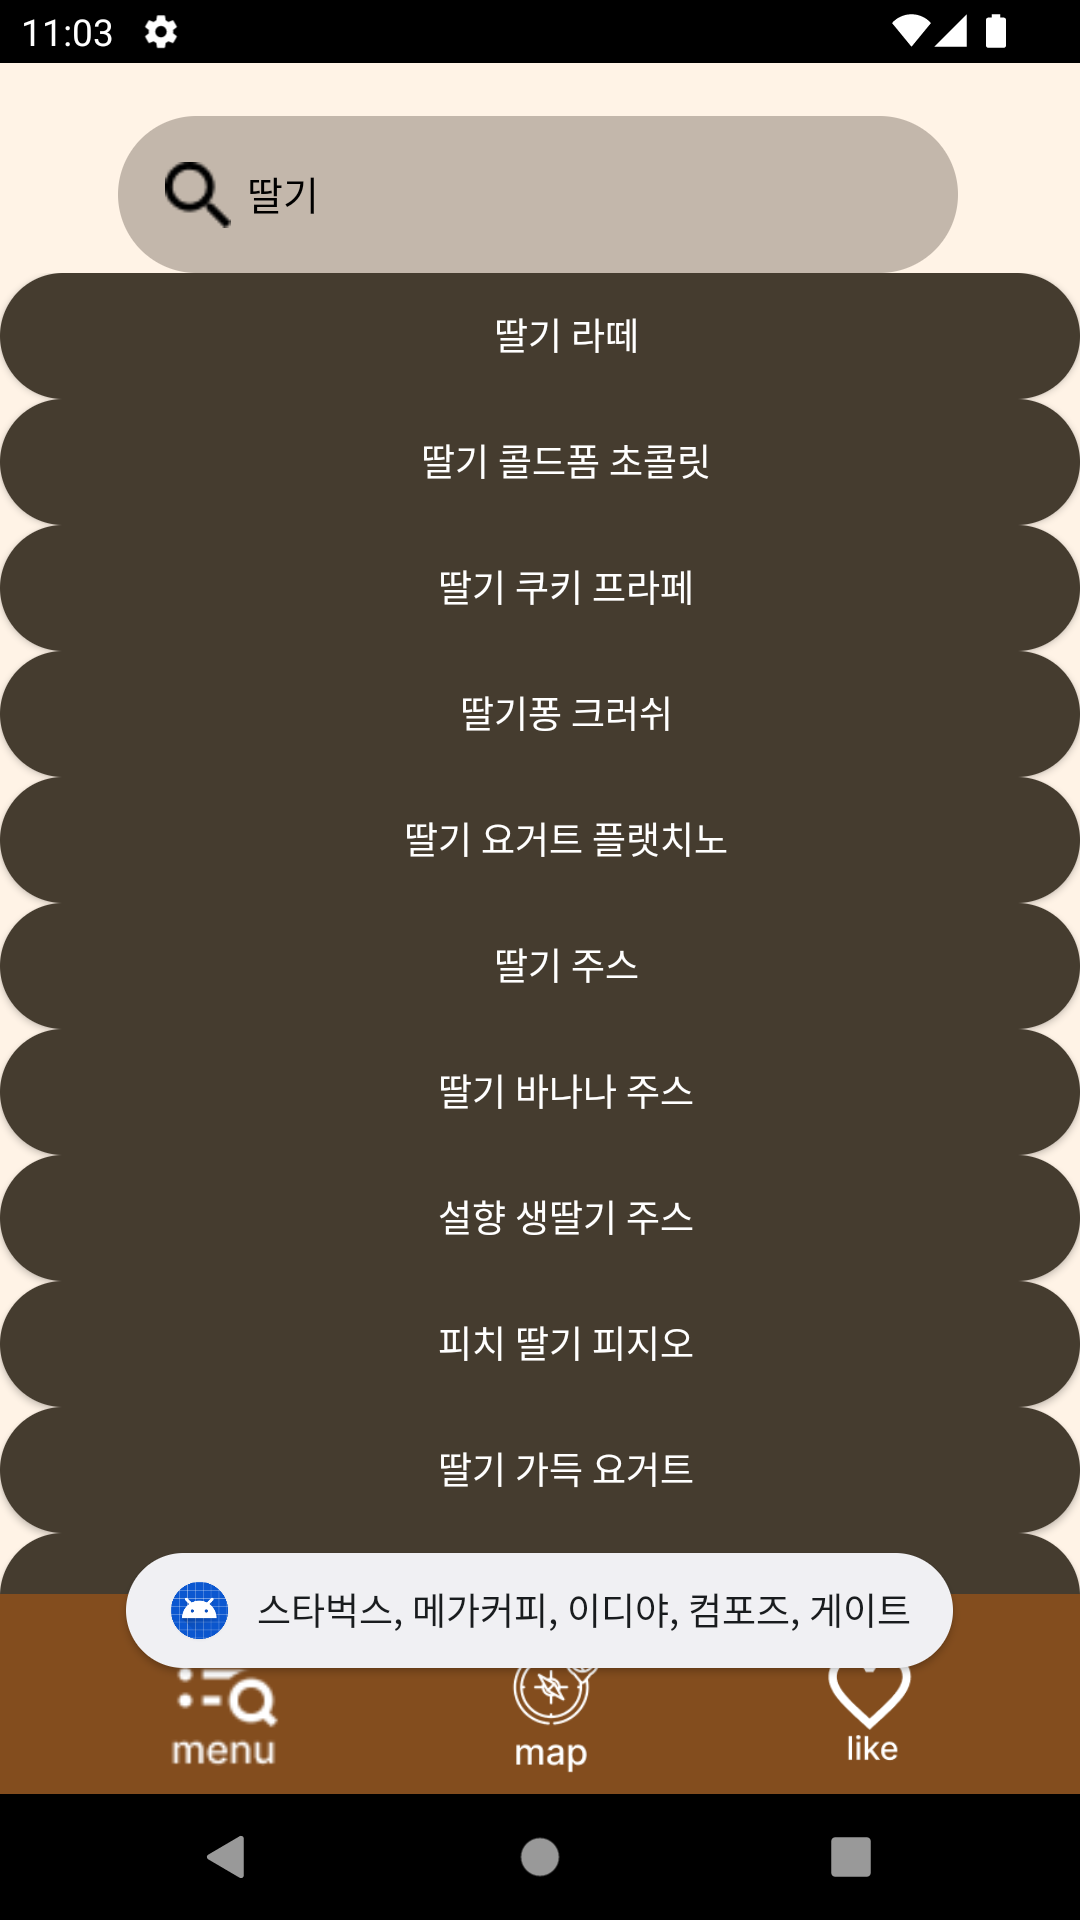 11:03
딸기
딸기 라떼
딸기 콜드폼 초콜릿
딸기 쿠키 프라페
딸기퐁 크러쉬
딸기 요거트 플랫치노
딸기 주스
딸기 바나나 주스
설향 생딸기 주스
피치 딸기 피지오
딸기 가득 요거트
스타벅스, 메가커피, 이디야, 컴포즈, 게이트
menu
map
like